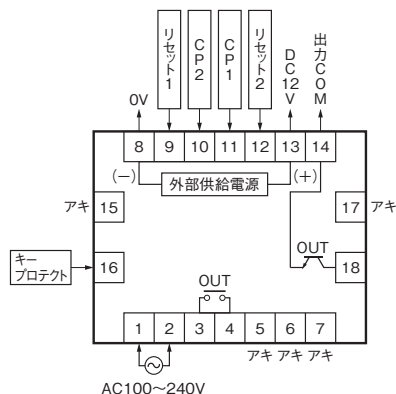 リセット1
CP2
CP1
リセット2
DC12V
出力COM
0V
8 9 10 11 12 13 14
(−) 外部供給電源 (+)
アキ 15
17 アキ
キー
プロテクト
16
OUT
18
OUT
1 2 3 4 5 6 7
アキ アキ アキ
AC100～240V